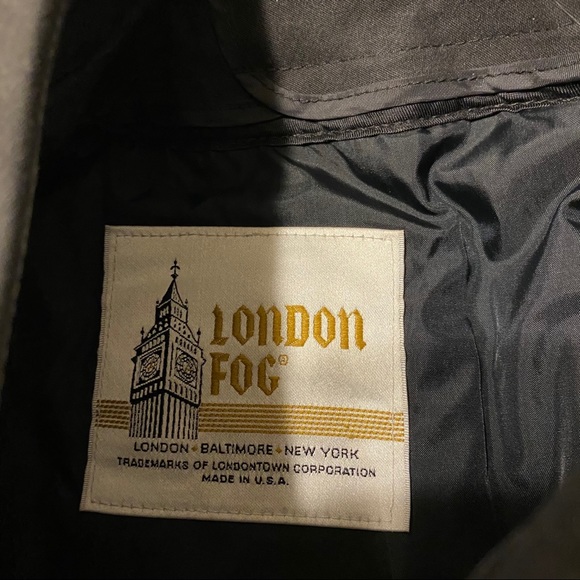 LONDON
FOG®
LONDON • BALTIMORE • NEW YORK
TRADEMARKS OF LONDONTOWN CORPORATION
MADE IN U.S.A.